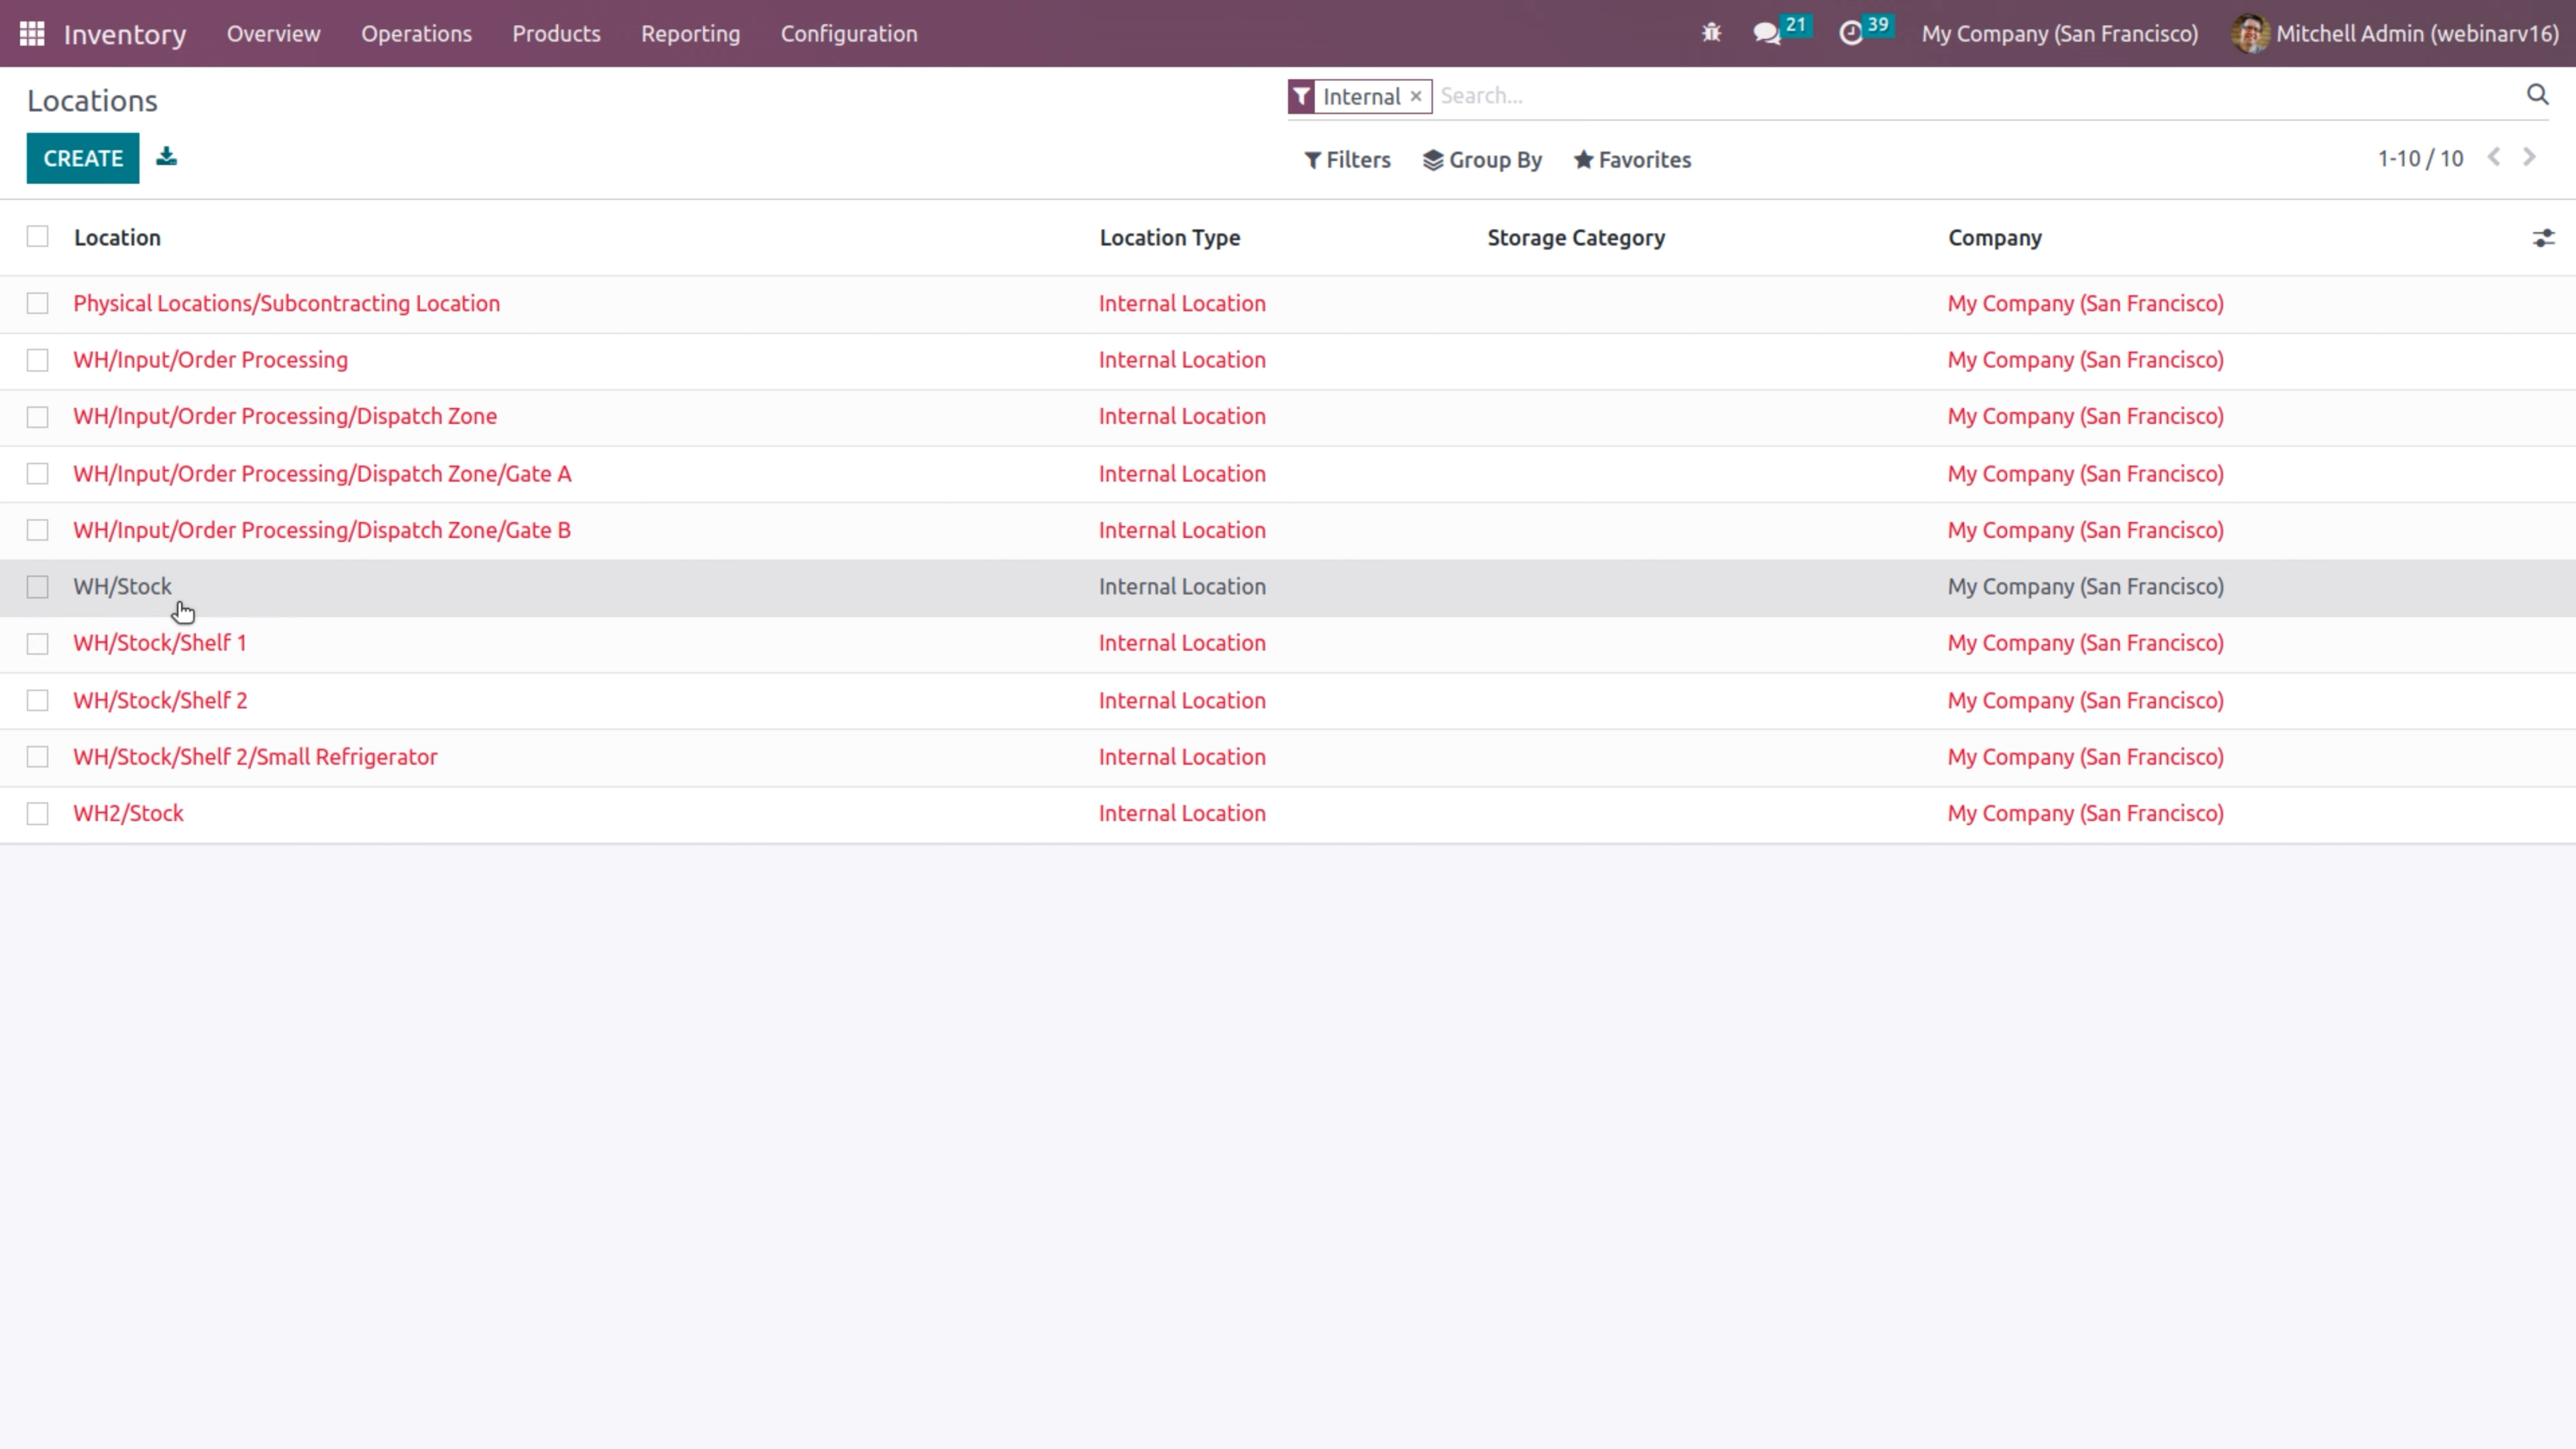 Inventory Overview Operations Products Reporting Configuration 21 39 My Company (San Francisco) Mitchell Admin (webinarv16)
Locations Internal × Search...
CREATE Filters Group By Favorites 1-10 / 10
Location Location Type Storage Category Company
Physical Locations/Subcontracting Location Internal Location My Company (San Francisco)
WH/Input/Order Processing Internal Location My Company (San Francisco)
WH/Input/Order Processing/Dispatch Zone Internal Location My Company (San Francisco)
WH/Input/Order Processing/Dispatch Zone/Gate A Internal Location My Company (San Francisco)
WH/Input/Order Processing/Dispatch Zone/Gate B Internal Location My Company (San Francisco)
WH/Stock Internal Location My Company (San Francisco)
WH/Stock/Shelf 1 Internal Location My Company (San Francisco)
WH/Stock/Shelf 2 Internal Location My Company (San Francisco)
WH/Stock/Shelf 2/Small Refrigerator Internal Location My Company (San Francisco)
WH2/Stock Internal Location My Company (San Francisco)